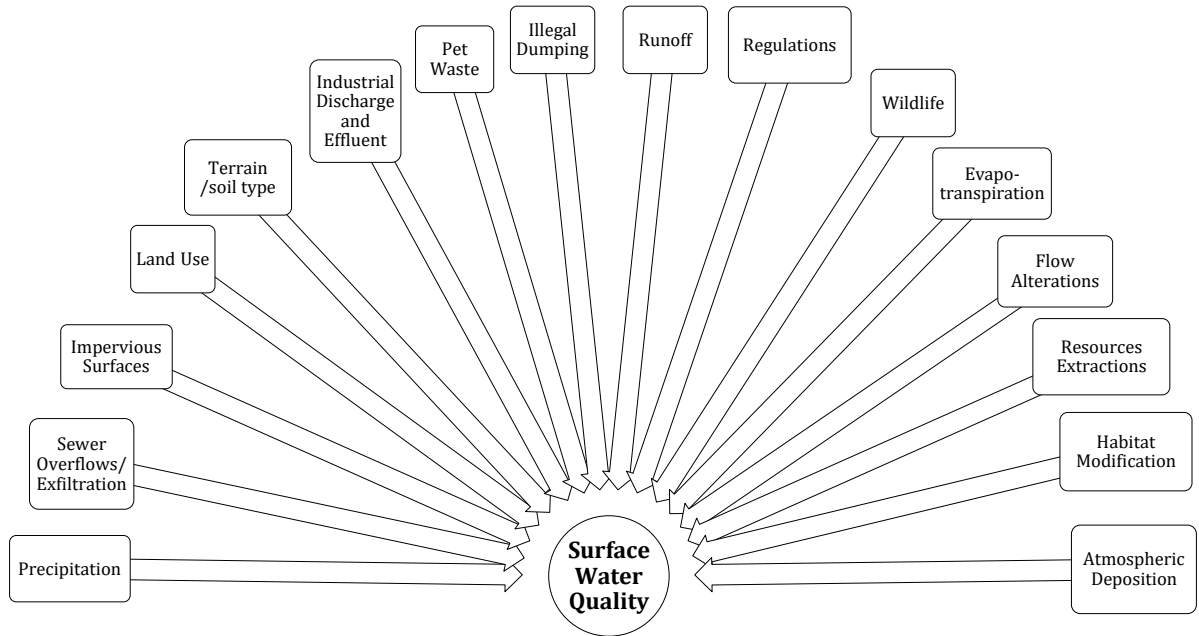 Precipitation
Sewer
Overflows/
Exfiltration
Impervious
Surfaces
Land Use
Terrain
/soil type
Industrial
Discharge
and
Effluent
Pet
Waste
Illegal
Dumping
Runoff
Regulations
Wildlife
Evapo-
transpiration
Flow
Alterations
Resources
Extractions
Habitat
Modification
Atmospheric
Deposition
Surface
Water
Quality